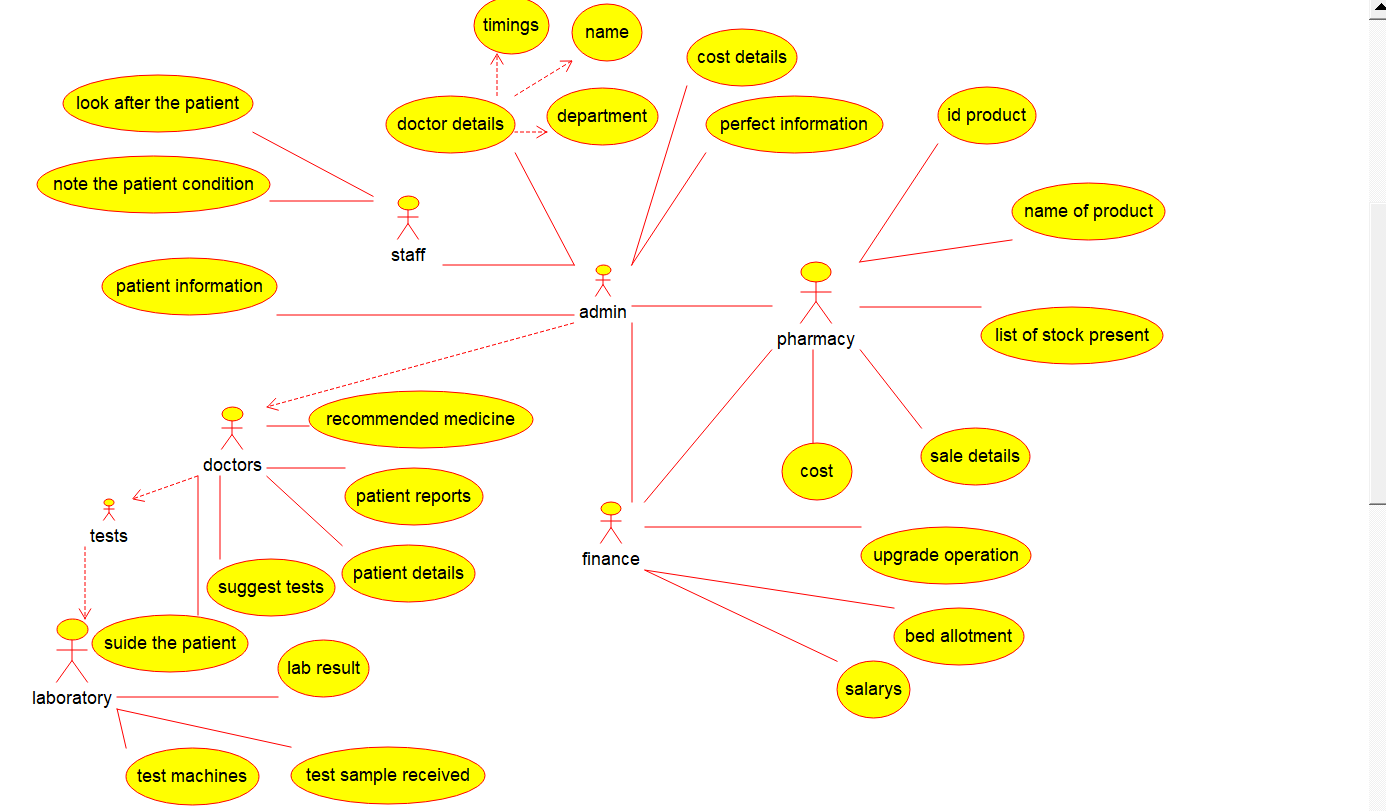 timings
name
cost details
look after the patient
doctor details
department
perfect information
id product
note the patient condition
name of product
staff
patient information
admin
pharmacy
list of stock present
recommended medicine
doctors
sale details
cost
patient reports
tests
finance
upgrade operation
suggest tests
patient details
suide the patient
bed allotment
lab result
laboratory
salarys
test machines
test sample received